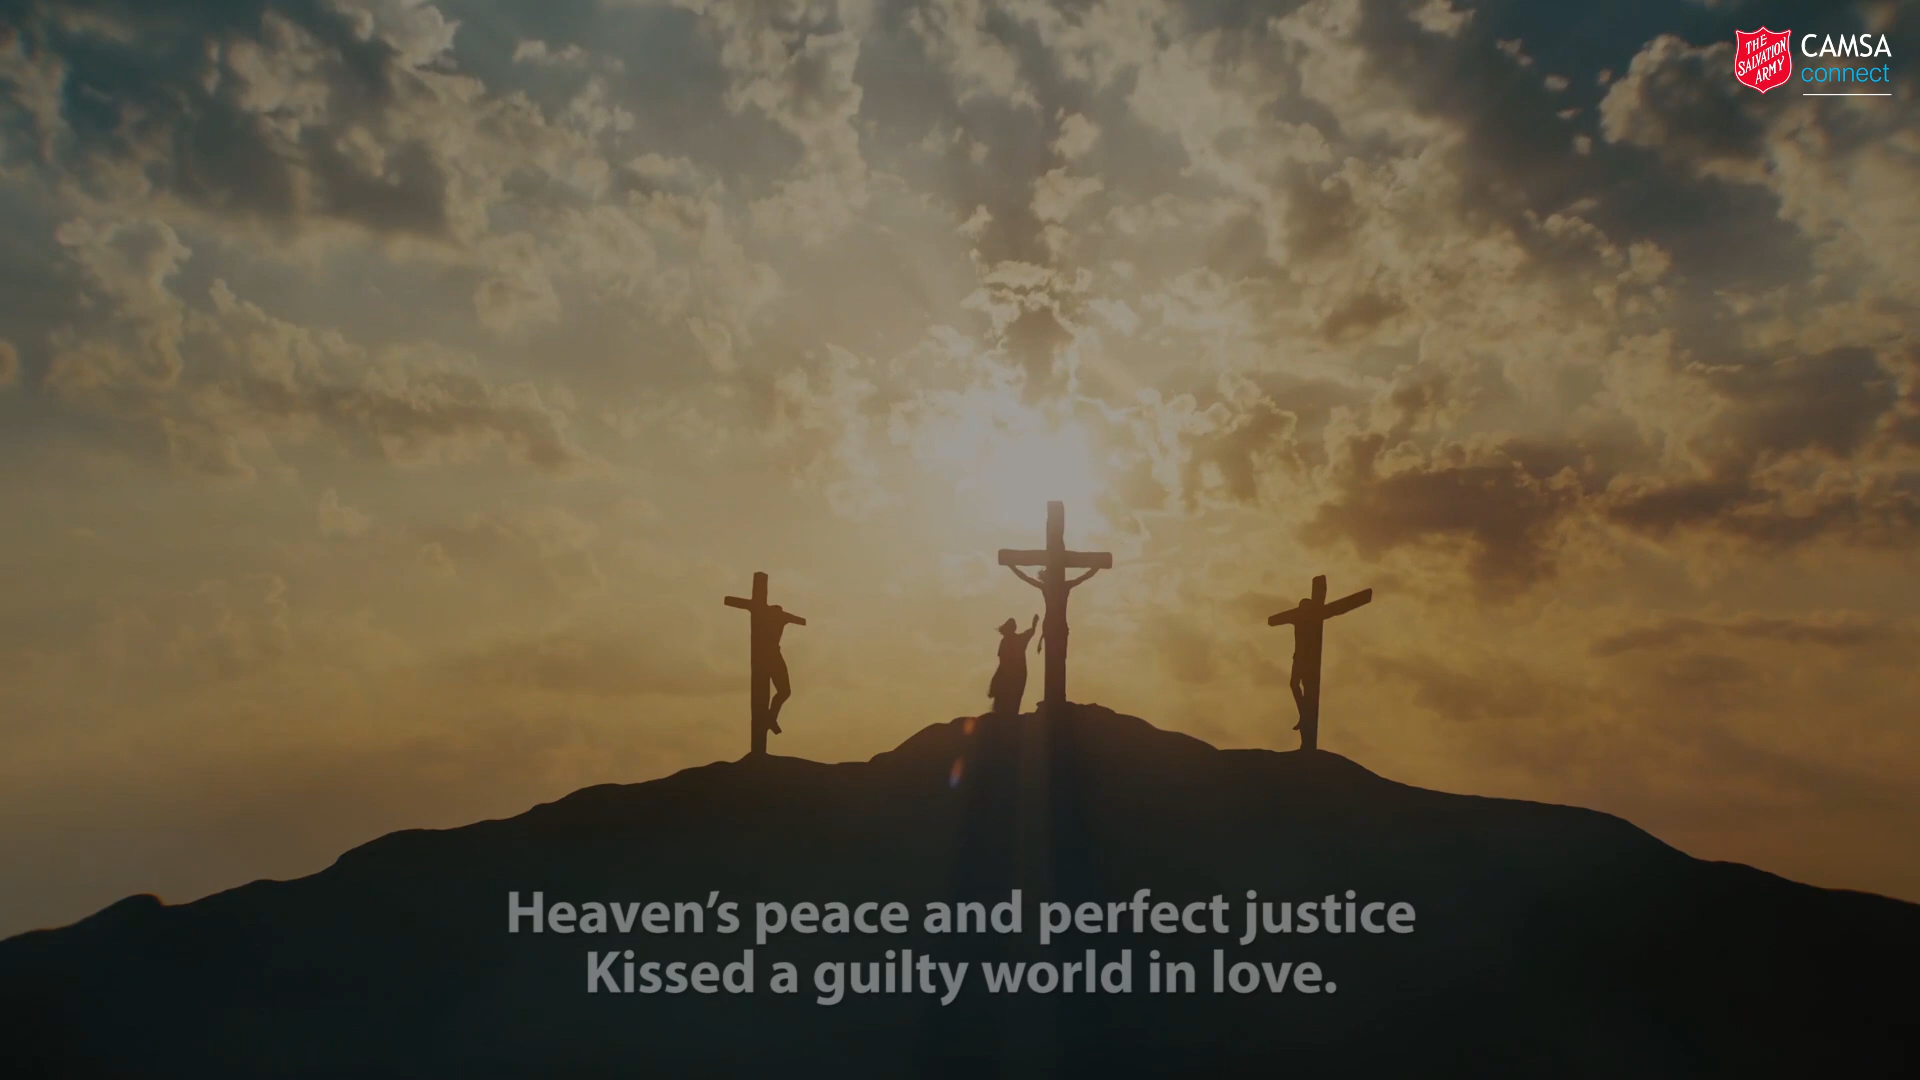 THE
SALVATION
ARMY
CAMSA
connect
Heaven’s peace and perfect justice
Kissed a guilty world in love.